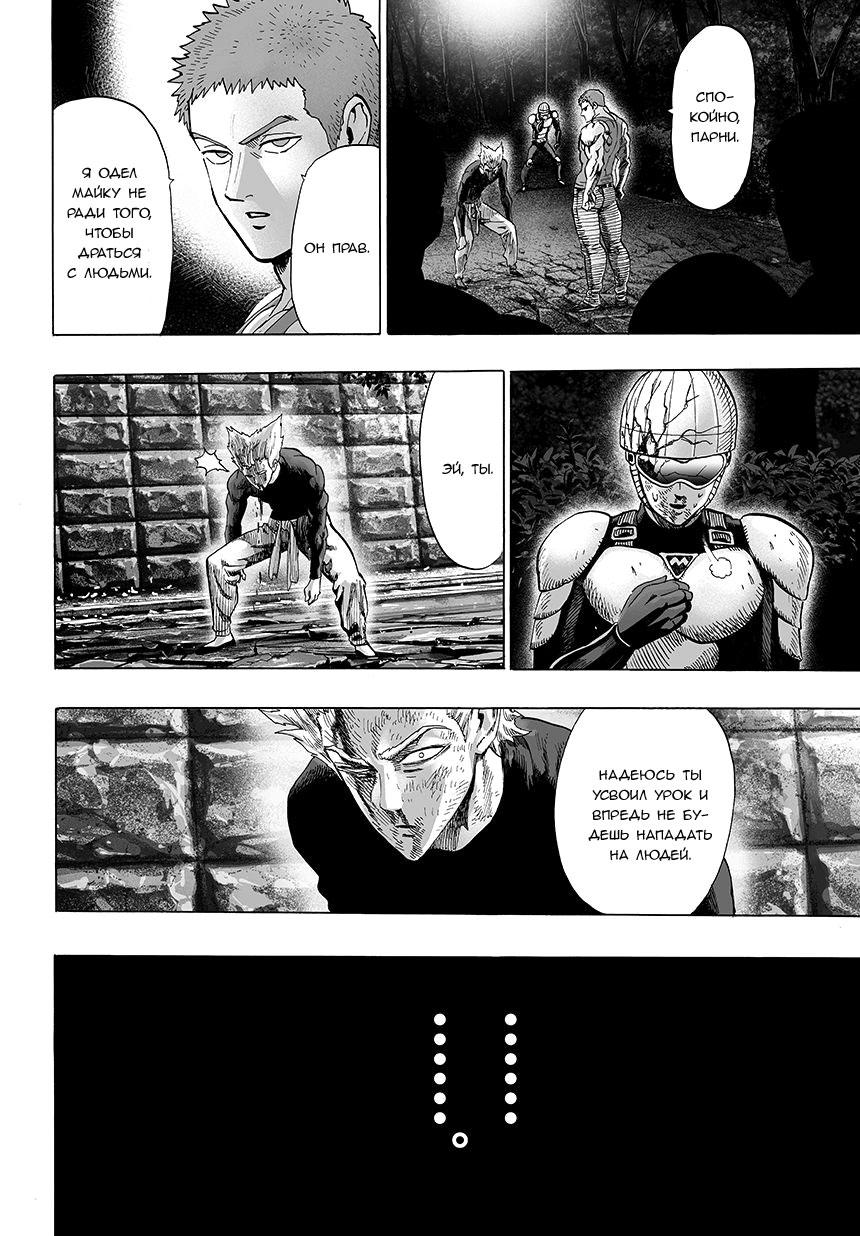 СПО-
КОЙНО,
ПАРНИ.
ОН ПРАВ.
Я ОДЕЛ
МАЙКУ НЕ
РАДИ ТОГО,
ЧТОБЫ
ДРАТЬСЯ
С ЛЮДЬМИ.
ЭЙ, ТЫ.
НАДЕЮСЬ ТЫ
УСВОИЛ УРОК И
ВПРЕДЬ НЕ БУ-
ДЕШЬ НАПАДАТЬ
НА ЛЮДЕЙ.